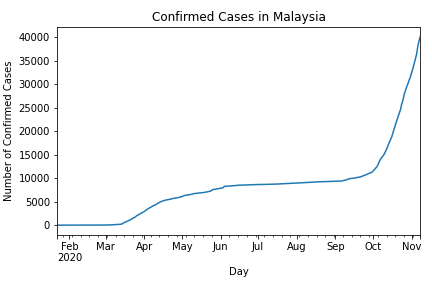 Confirmed Cases in Malaysia
Number of Confirmed Cases
40000
35000
30000
25000
20000
15000
10000
5000
0
Feb Mar Apr May Jun Jul Aug Sep Oct Nov
2020
Day